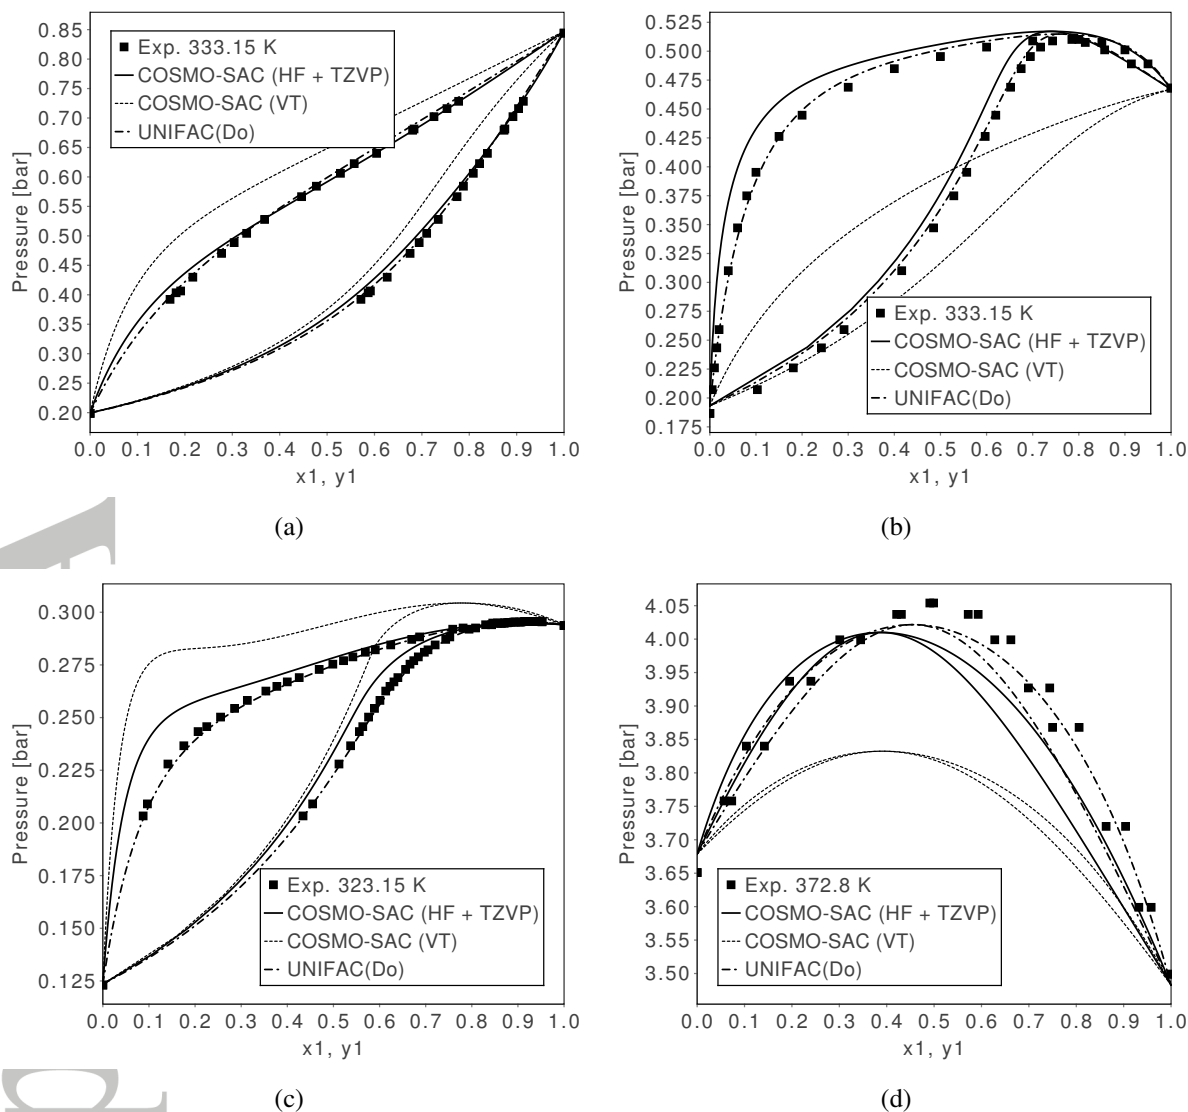 0.85
0.80
0.75
0.70
0.65
0.60
0.55
0.50
0.45
0.40
0.35
0.30
0.25
0.20
Pressure [bar]
Exp. 333.15 K
COSMO-SAC (HF + TZVP)
COSMO-SAC (VT)
UNIFAC(Do)
0.0 0.1 0.2 0.3 0.4 0.5 0.6 0.7 0.8 0.9 1.0
x1, y1
(a)
0.525
0.500
0.475
0.450
0.425
0.400
0.375
0.350
0.325
0.300
0.275
0.250
0.225
0.200
0.175
Pressure [bar]
Exp. 333.15 K
COSMO-SAC (HF + TZVP)
COSMO-SAC (VT)
UNIFAC(Do)
0.0 0.1 0.2 0.3 0.4 0.5 0.6 0.7 0.8 0.9 1.0
x1, y1
(b)
0.300
0.275
0.250
0.225
0.200
0.175
0.150
0.125
Pressure [bar]
Exp. 323.15 K
COSMO-SAC (HF + TZVP)
COSMO-SAC (VT)
UNIFAC(Do)
0.0 0.1 0.2 0.3 0.4 0.5 0.6 0.7 0.8 0.9 1.0
x1, y1
(c)
4.05
4.00
3.95
3.90
3.85
3.80
3.75
3.70
3.65
3.60
3.55
3.50
Pressure [bar]
Exp. 372.8 K
COSMO-SAC (HF + TZVP)
COSMO-SAC (VT)
UNIFAC(Do)
0.0 0.1 0.2 0.3 0.4 0.5 0.6 0.7 0.8 0.9 1.0
x1, y1
(d)